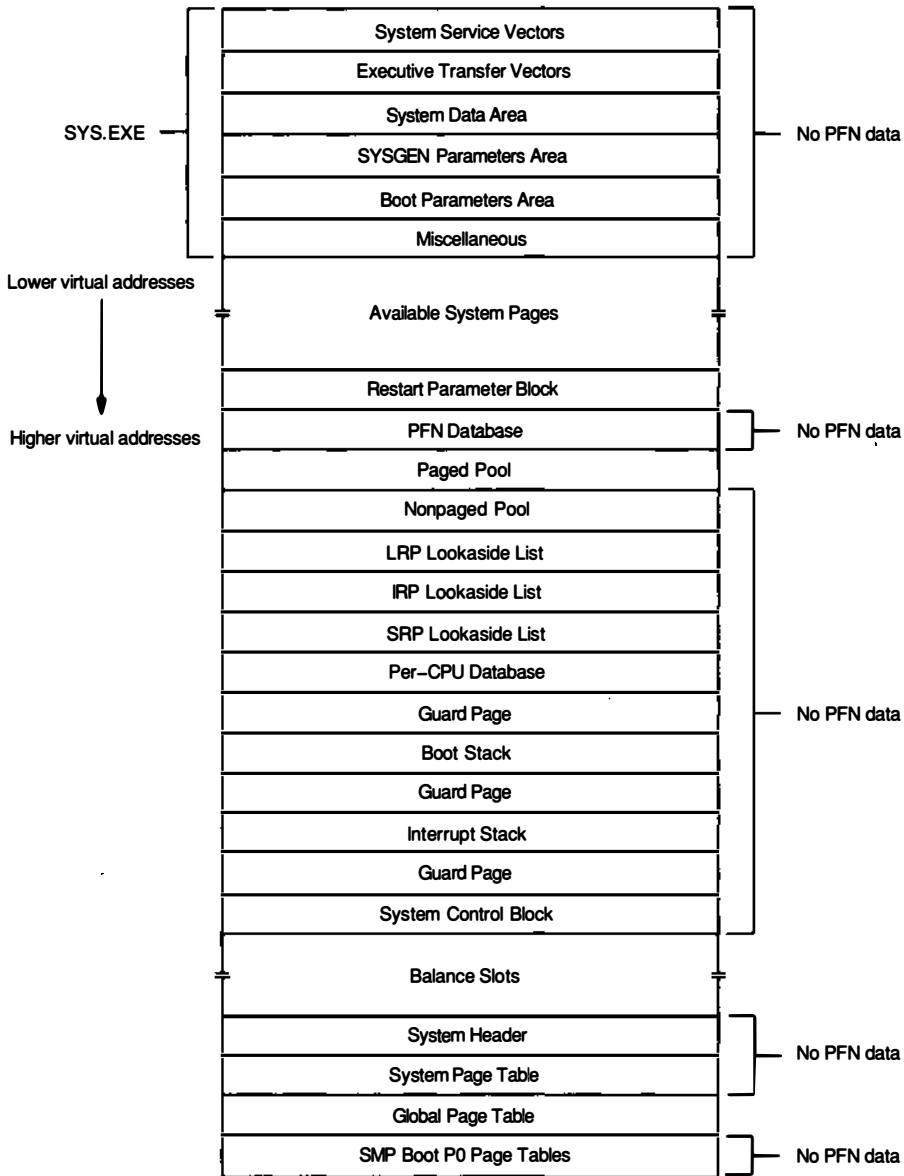 System Service Vectors
Executive Transfer Vectors
System Data Area
SYS.EXE
No PFN data
SYSGEN Parameters Area
Boot Parameters Area
Miscellaneous
Lower virtual addresses
Available System Pages
Restart Parameter Block
Higher virtual addresses
PFN Database
No PFN data
Paged Pool
Nonpaged Pool
LRP Lookaside List
IRP Lookaside List
SRP Lookaside List
Per-CPU Database
Guard Page
No PFN data
Boot Stack
Guard Page
Interrupt Stack
Guard Page
System Control Block
Balance Slots
System Header
No PFN data
System Page Table
Global Page Table
SMP Boot P0 Page Tables
No PFN data